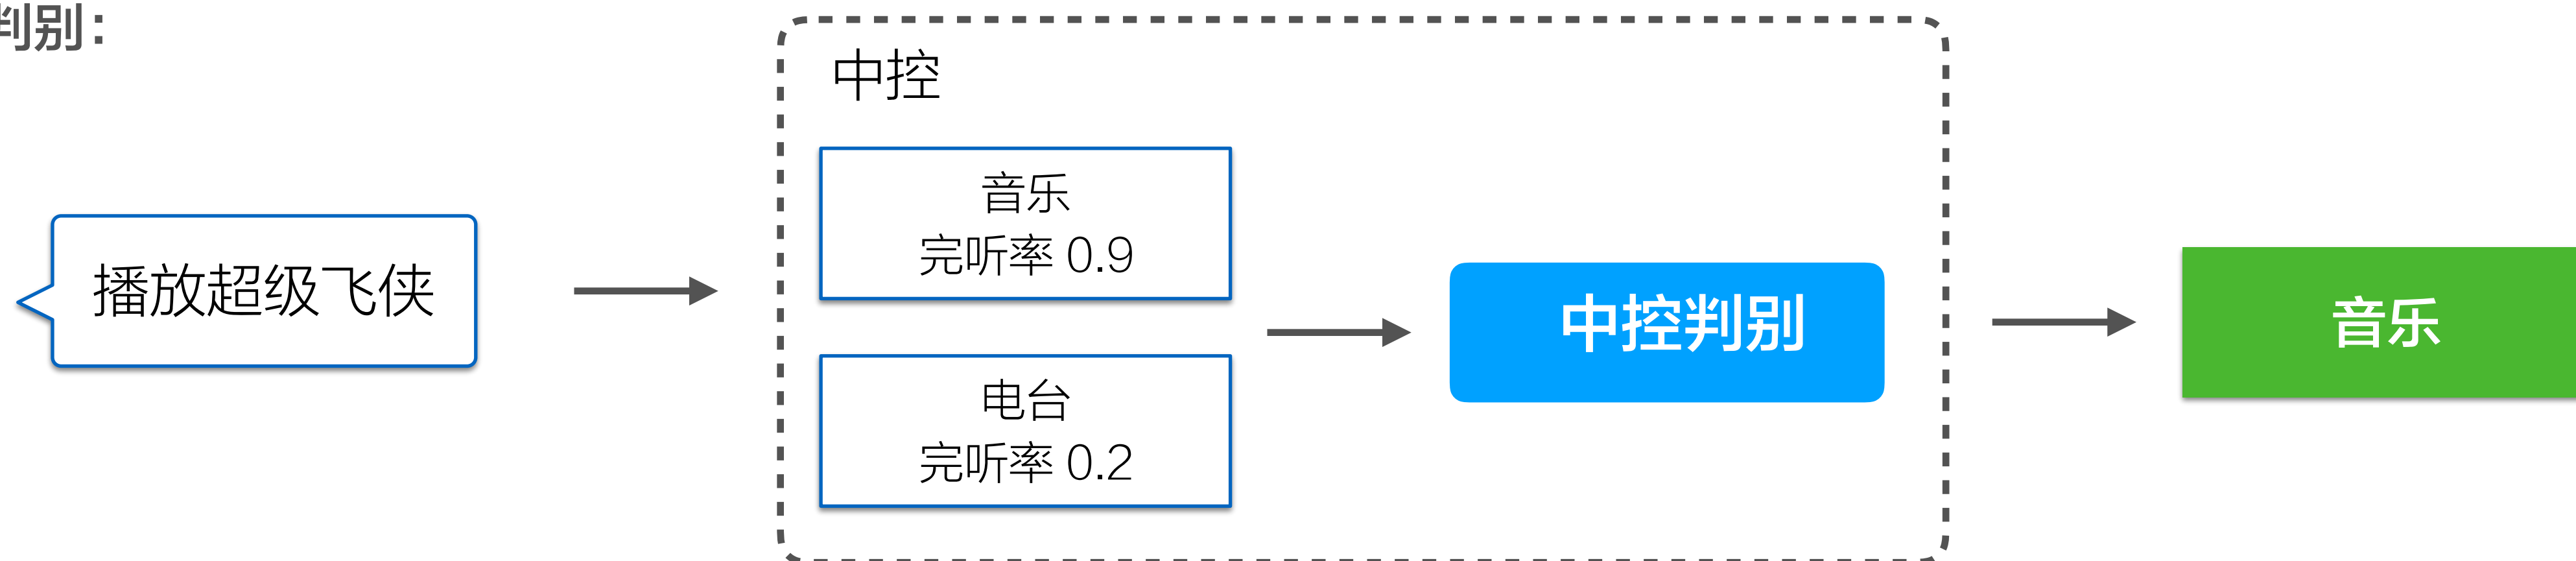 判别：
中控
音乐
完听率 0.9
播放超级飞侠
中控判别
音乐
电台
完听率 0.2